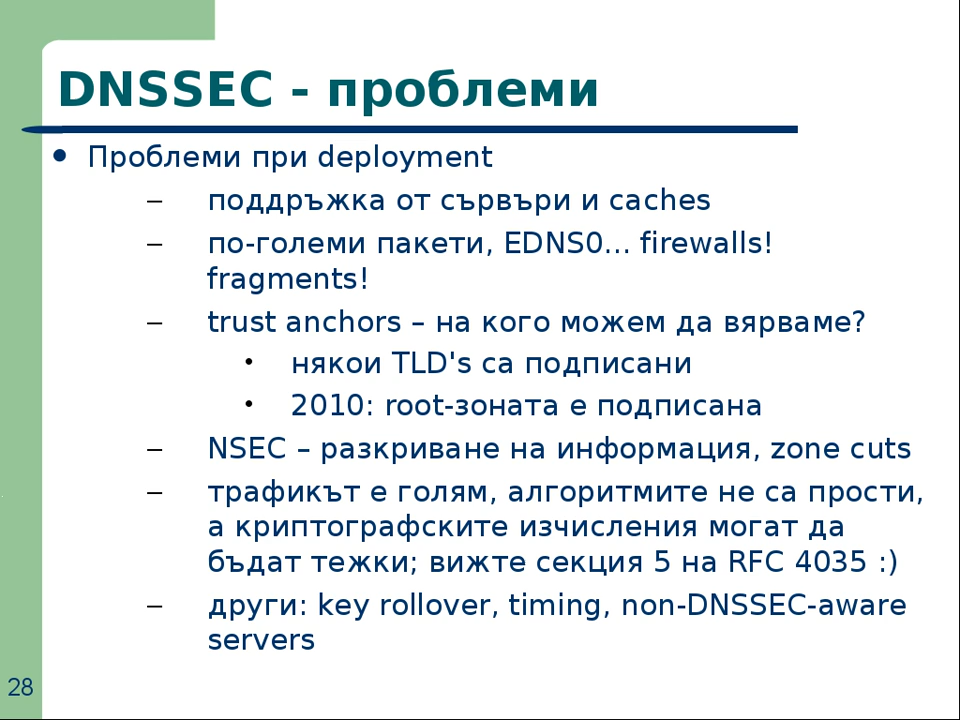 DNSSEC - проблеми
● Проблеми при deployment
– поддръжка от сървъри и caches
– по-големи пакети, EDNS0... firewalls!
fragments!
– trust anchors – на кого можем да вярваме?
• някои TLD's са подписани
• 2010: root-зоната е подписана
– NSEC – разкриване на информация, zone cuts
– трафикът е голям, алгоритмите не са прости,
а криптографските изчисления могат да
бъдат тежки; вижте секция 5 на RFC 4035 :)
– други: key rollover, timing, non-DNSSEC-aware
servers
28